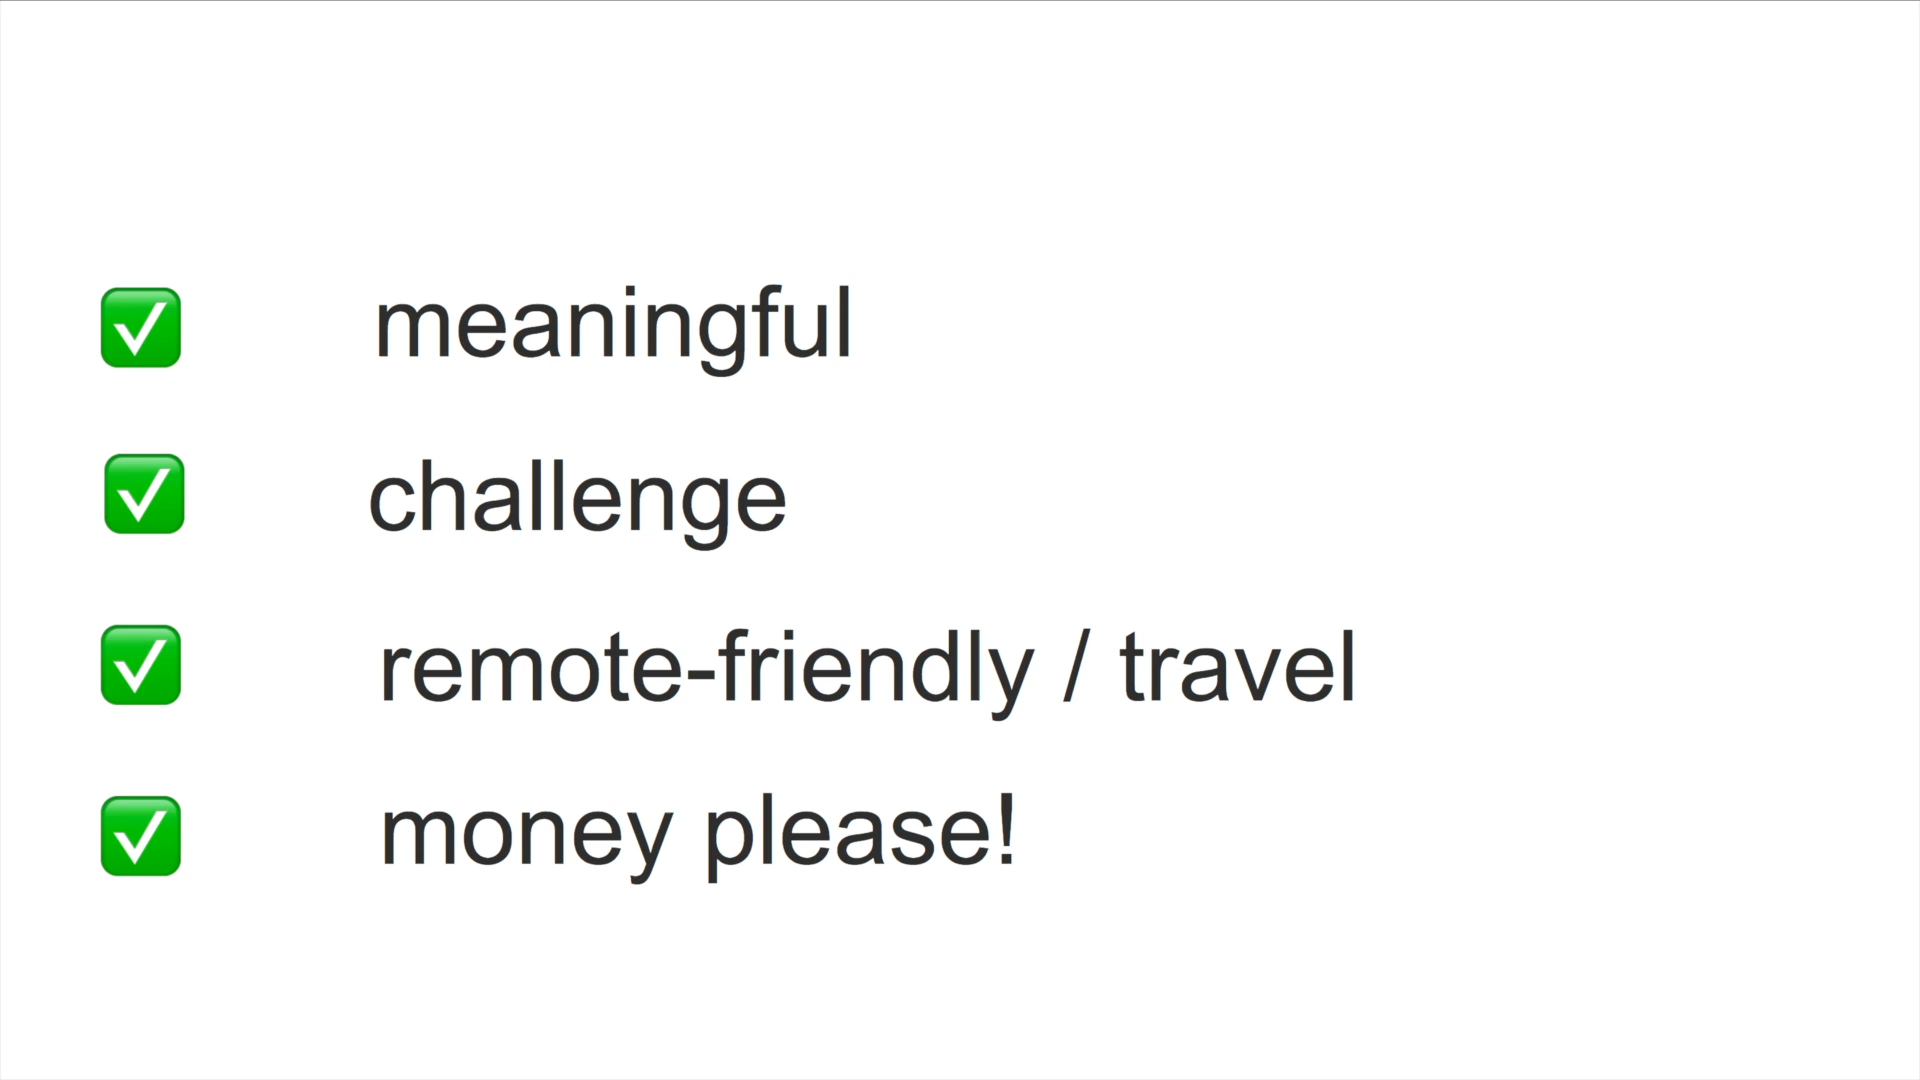 ✅ meaningful
✅ challenge
✅ remote-friendly / travel
✅ money please!